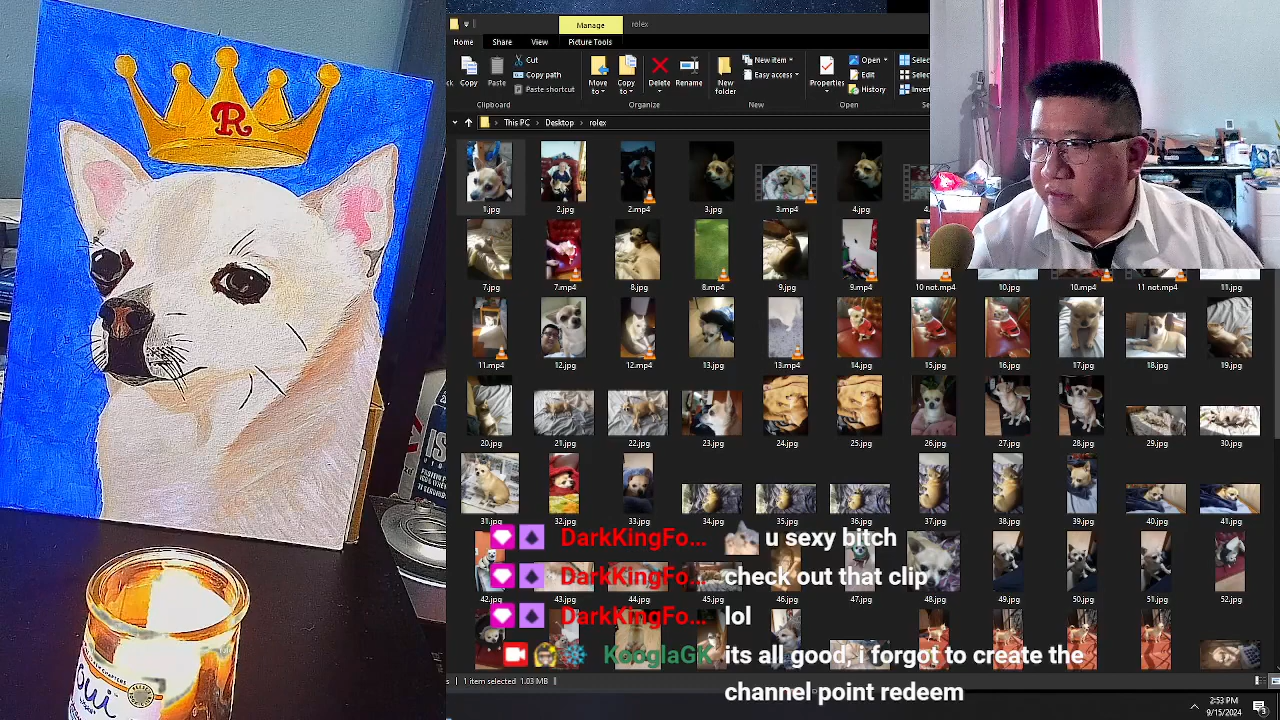 R
Manage
rolex
Home
Share
View
Picture Tools
Copy
Paste
Cut
Copy path
Paste shortcut
Move to
Copy to
Delete
Rename
New folder
New item
Easy access
Properties
Open
Edit
History
Clipboard
Organize
New
Open
This PC
Desktop
rolex
1.jpg
2.jpg
2.mp4
3.jpg
3.mp4
4.jpg
7.jpg
7.mp4
8.jpg
8.mp4
9.jpg
9.mp4
10 not.mp4
10.jpg
10.mp4
11 not.mp4
11.jpg
11.mp4
12.jpg
12.mp4
13.jpg
13.mp4
14.jpg
15.jpg
16.jpg
17.jpg
18.jpg
19.jpg
20.jpg
21.jpg
22.jpg
23.jpg
24.jpg
25.jpg
26.jpg
27.jpg
28.jpg
29.jpg
30.jpg
31.jpg
32.jpg
33.jpg
34.jpg
35.jpg
36.jpg
37.jpg
38.jpg
39.jpg
40.jpg
41.jpg
DarkKingFo... u sexy bitch
DarkKingFo... check out that clip
42.jpg
43.jpg
44.jpg
45.jpg
46.jpg
47.jpg
48.jpg
49.jpg
50.jpg
51.jpg
52.jpg
DarkKingFo... lol
KooglaGK its all good, i forgot to create the
channel point redeem
1 item selected 1.03 MB
2:53 PM
9/15/2024